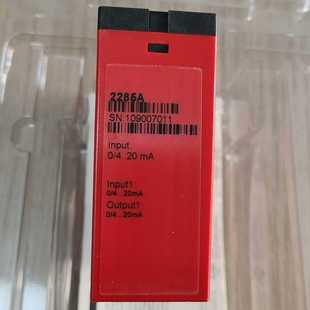 2286A
SN 109007011
Input.
0/4...20 mA
Input1:
0/4...20mA
Output1:
0/4...20mA